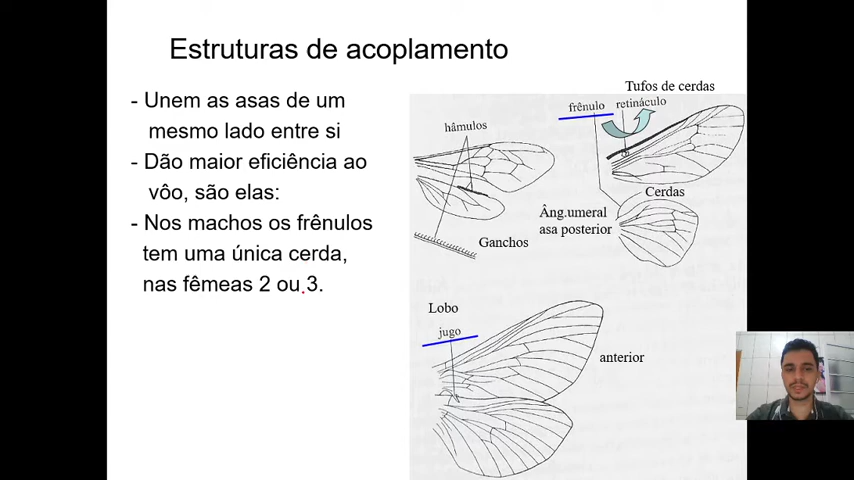 Estruturas de acoplamento
- Unem as asas de um
mesmo lado entre si
- Dão maior eficiência ao
vôo, são elas:
- Nos machos os frênulos
tem uma única cerda,
nas fêmeas 2 ou 3.
Tufos de cerdas
frênulo retináculo
hâmulos
Cerdas
Âng.umeral
asa posterior
Ganchos
Lobo
jugo
anterior